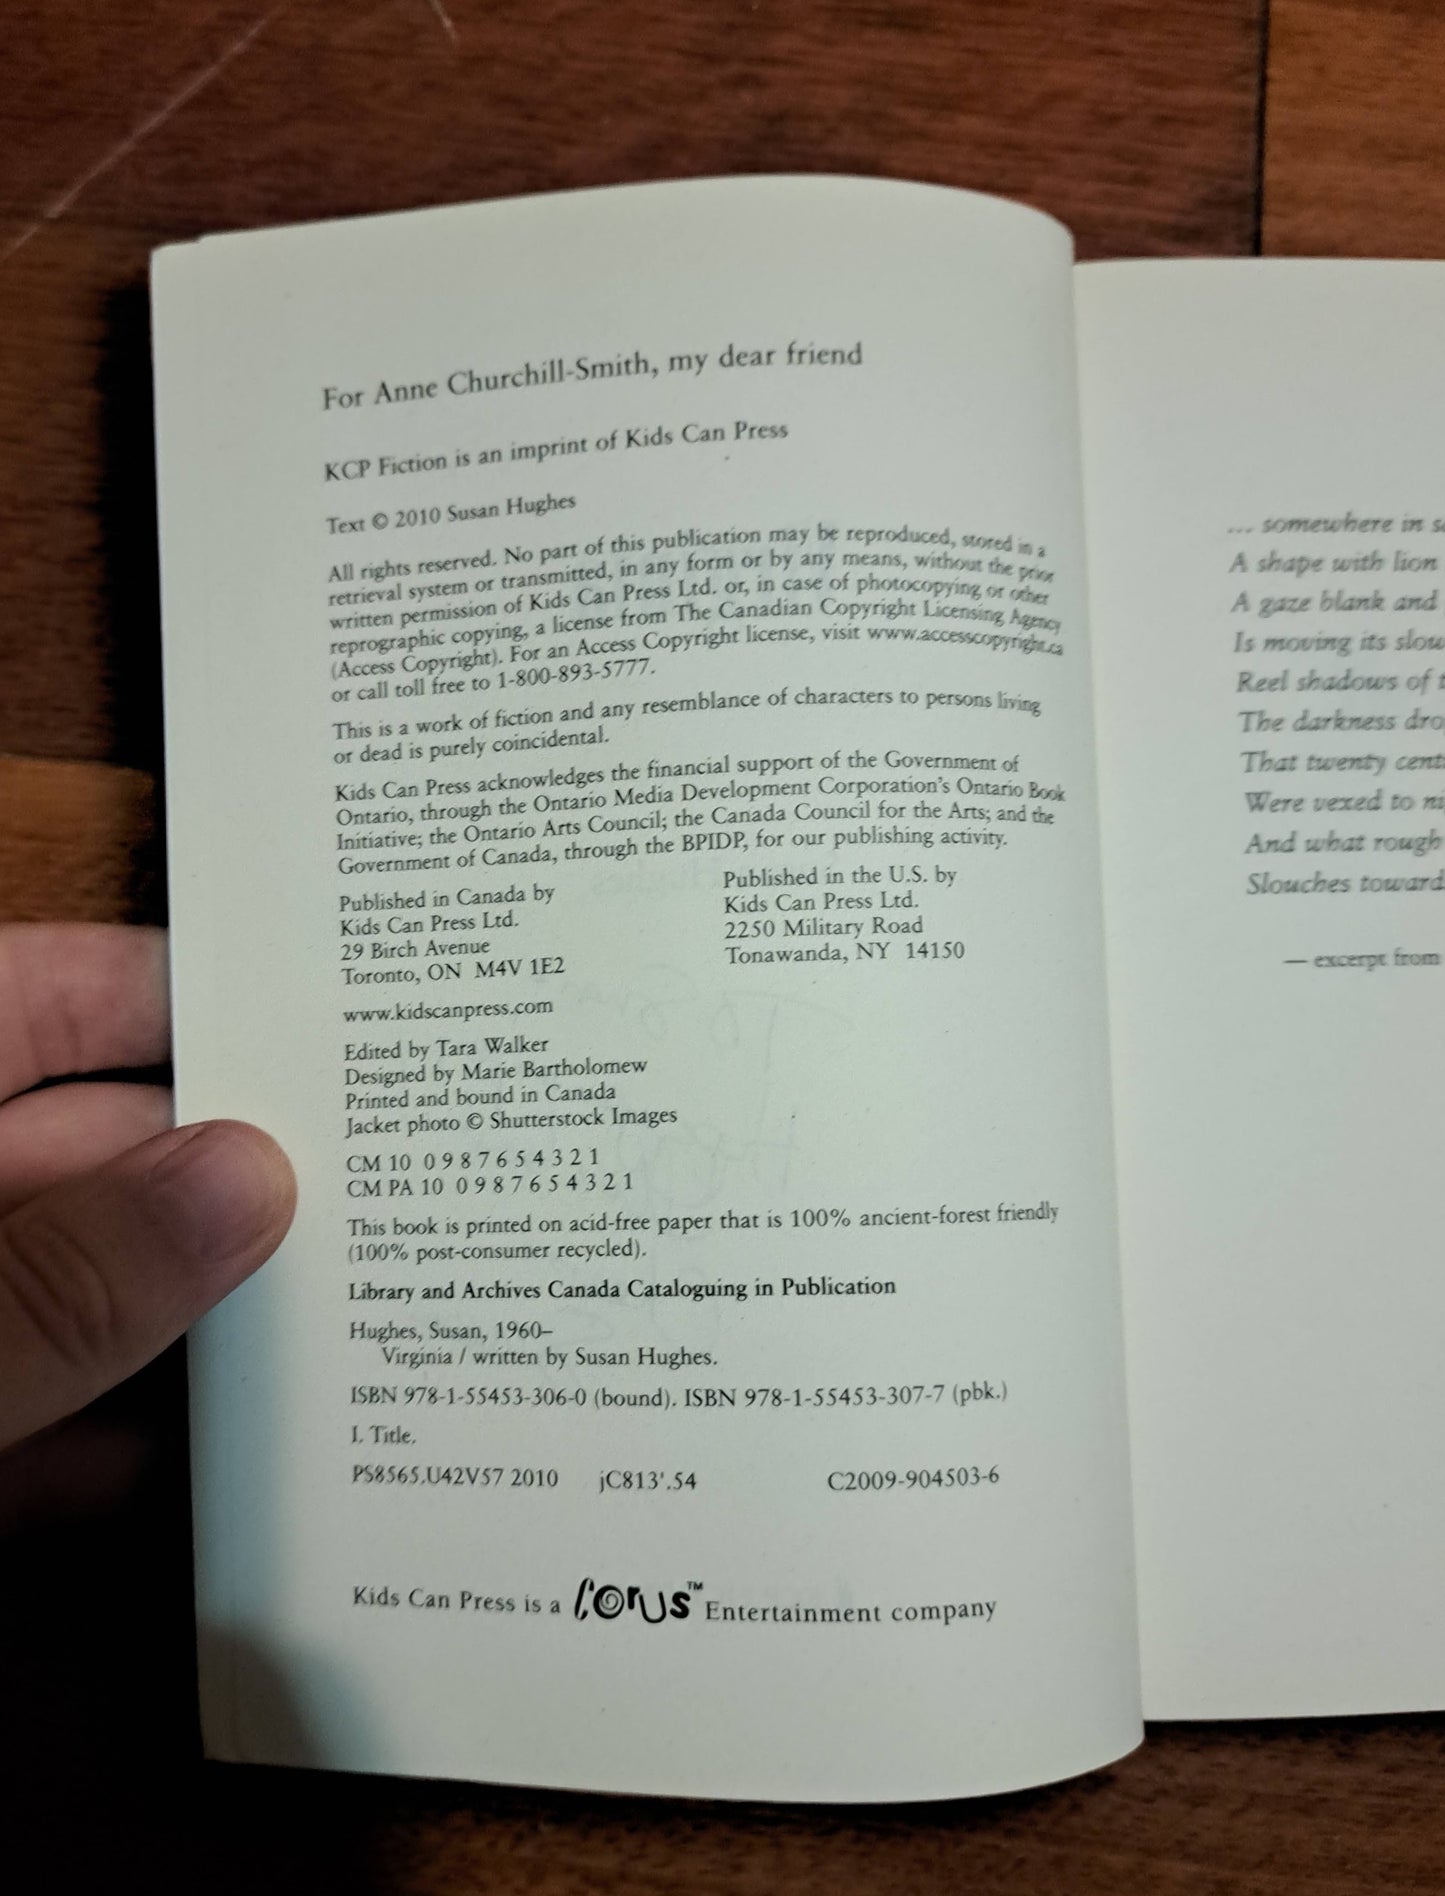 For Anne Churchill-Smith, my dear friend
KCP Fiction is an imprint of Kids Can Press
Text © 2010 Susan Hughes
All rights reserved. No part of this publication may be reproduced, stored in a
retrieval system or transmitted, in any form or by any means, without the prior
written permission of Kids Can Press Ltd. or, in case of photocopying or other
reprographic copying, a license from The Canadian Copyright Licensing Agency
(Access Copyright). For an Access Copyright license, visit www.accesscopyright.ca
or call toll free to 1-800-893-5777.
This is a work of fiction and any resemblance of characters to persons living
or dead is purely coincidental.
Kids Can Press acknowledges the financial support of the Government of
Ontario, through the Ontario Media Development Corporation's Ontario Book
Initiative; the Ontario Arts Council; the Canada Council for the Arts; and the
Government of Canada, through the BPIDP, for our publishing activity.
Published in Canada by
Kids Can Press Ltd.
29 Birch Avenue
Toronto, ON M4V 1E2
Published in the U.S. by
Kids Can Press Ltd.
2250 Military Road
Tonawanda, NY 14150
www.kidscanpress.com
Edited by Tara Walker
Designed by Marie Bartholomew
Printed and bound in Canada
Jacket photo © Shutterstock Images
CM 10 0 9 8 7 6 5 4 3 2 1
CM PA 10 0 9 8 7 6 5 4 3 2 1
This book is printed on acid-free paper that is 100% ancient-forest friendly
(100% post-consumer recycled).
Library and Archives Canada Cataloguing in Publication
Hughes, Susan, 1960–
Virginia / written by Susan Hughes.
ISBN 978-1-55453-306-0 (bound). ISBN 978-1-55453-307-7 (pbk.)
I. Title.
PS8565.U42V57 2010 jC813'.54 C2009-904503-6
Kids Can Press is a Corus™ Entertainment company
... somewhere in
A shape with lion
A gaze blank and
Is moving its slow
Reel shadows of
The darkness
That twenty
Were vexed to
And what rough
Slouches toward
— excerpt from